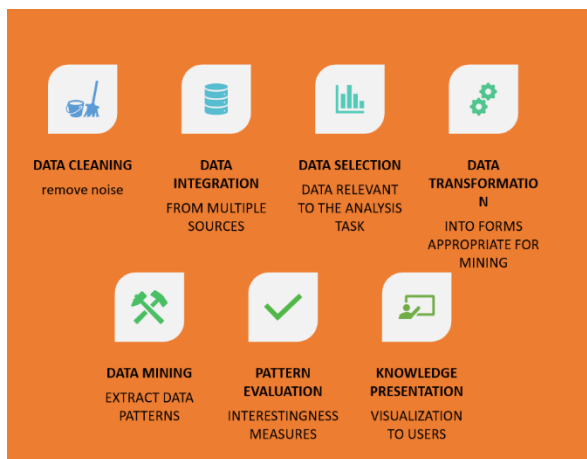 DATA CLEANING
remove noise
DATA
INTEGRATION
FROM MULTIPLE
SOURCES
DATA SELECTION
DATA RELEVANT
TO THE ANALYSIS
TASK
DATA
TRANSFORMATIO
N
INTO FORMS
APPROPRIATE FOR
MINING
DATA MINING
EXTRACT DATA
PATTERNS
PATTERN
EVALUATION
INTERESTINGNESS
MEASURES
KNOWLEDGE
PRESENTATION
VISUALIZATION
TO USERS